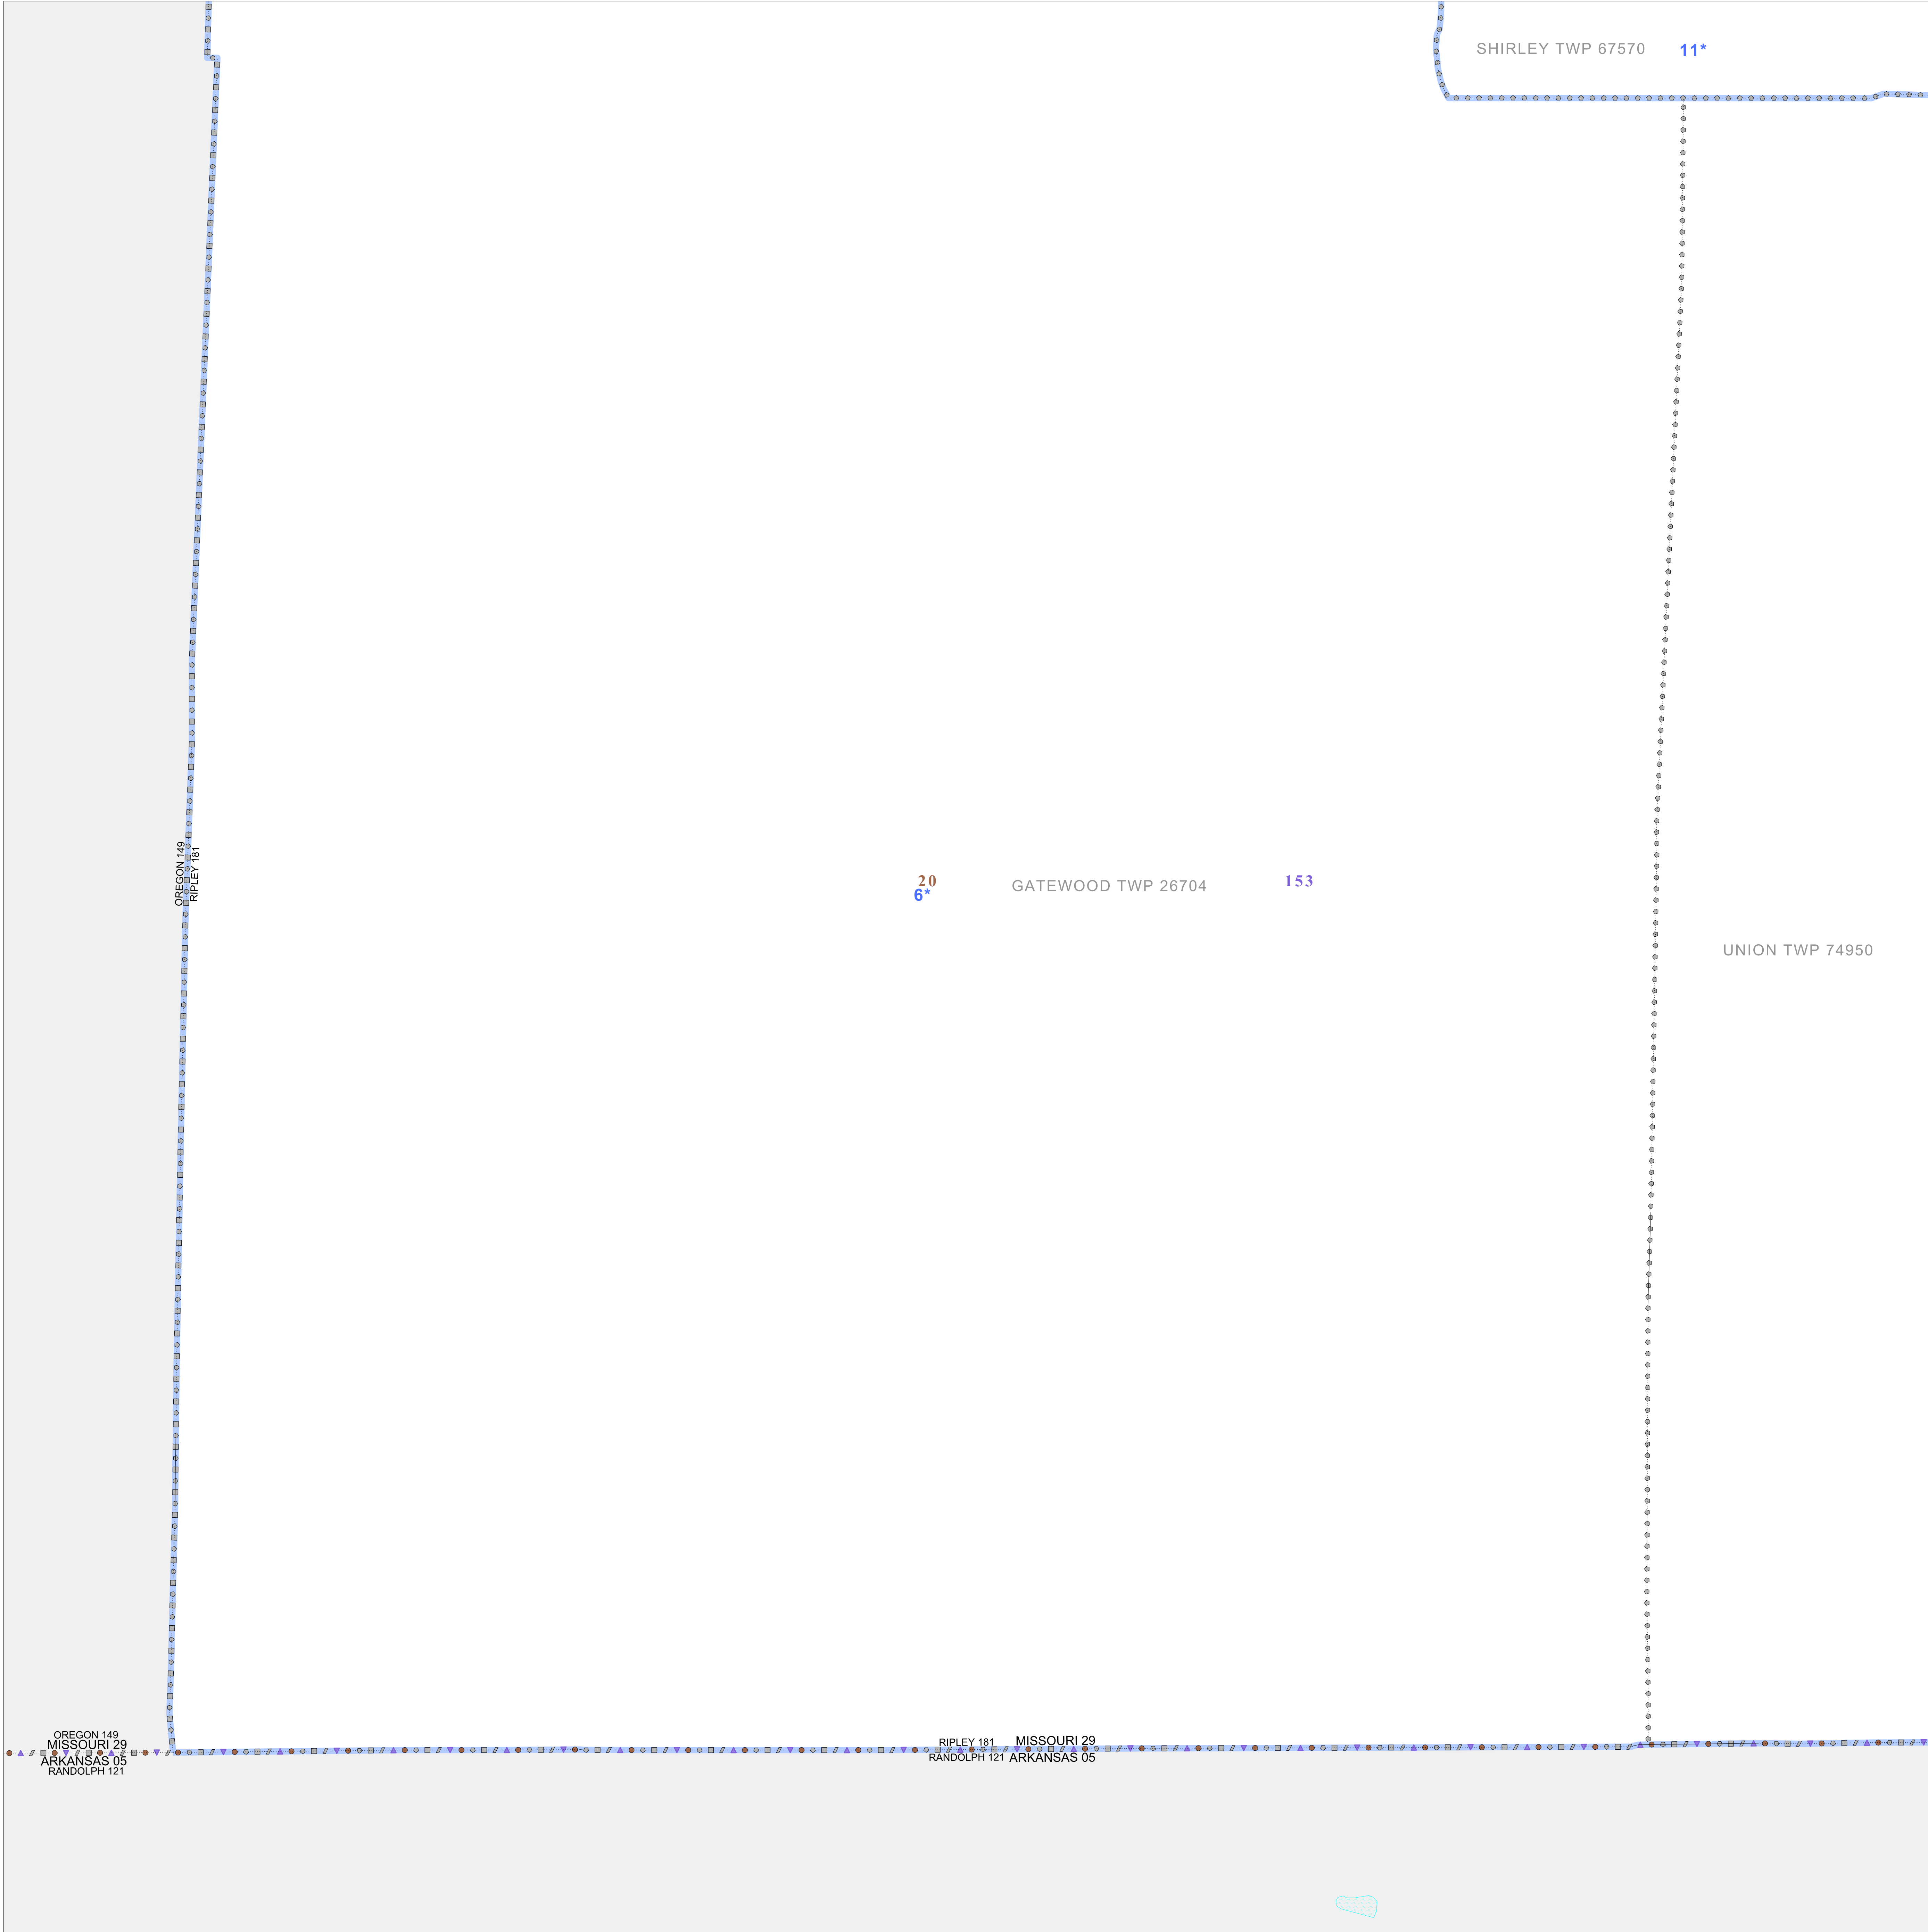 SHIRLEY TWP 67570 11*
OREGON 149
RIPLEY 181
20
6*
GATEWOOD TWP 26704
153
UNION TWP 74950
OREGON 149
MISSOURI 29
ARKANSAS 05
RANDOLPH 121
RIPLEY 181 MISSOURI 29
RANDOLPH 121 ARKANSAS 05